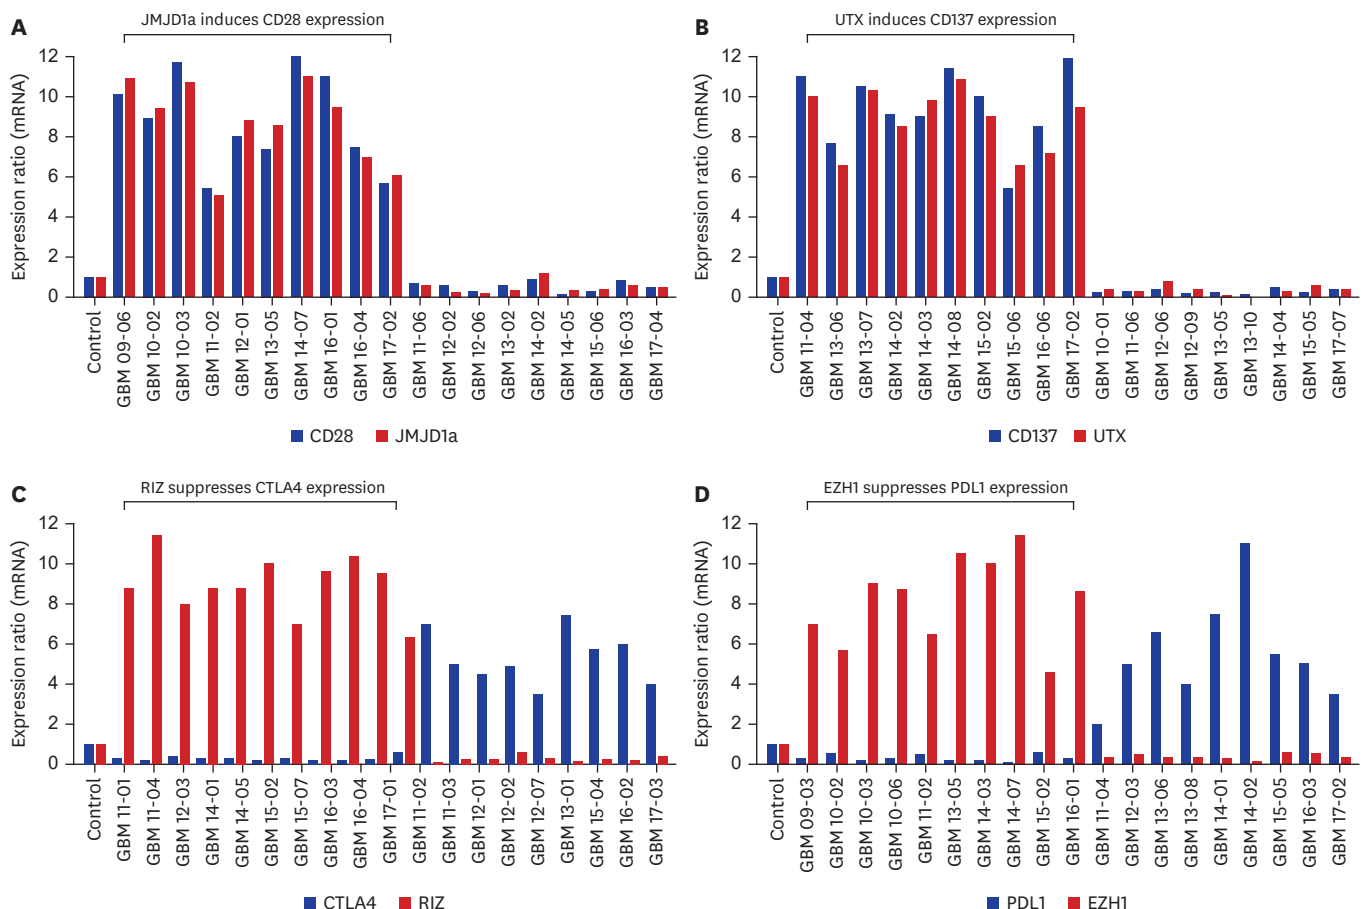 A
JMJD1a induces CD28 expression
Expression ratio (mRNA)
12
10
8
6
4
2
0
Control
GBM 09-06
GBM 10-02
GBM 10-03
GBM 11-02
GBM 12-01
GBM 13-05
GBM 14-07
GBM 16-01
GBM 16-04
GBM 17-02
GBM 11-06
GBM 12-02
GBM 12-06
GBM 13-02
GBM 14-02
GBM 14-05
GBM 15-06
GBM 16-03
GBM 17-04
CD28 JMJD1a
B
UTX induces CD137 expression
Expression ratio (mRNA)
12
10
8
6
4
2
0
Control
GBM 11-04
GBM 13-06
GBM 13-07
GBM 14-02
GBM 14-03
GBM 14-08
GBM 15-02
GBM 15-06
GBM 16-06
GBM 17-02
GBM 10-01
GBM 11-06
GBM 12-06
GBM 12-09
GBM 13-05
GBM 13-10
GBM 14-04
GBM 15-05
GBM 17-07
CD137 UTX
C
RIZ suppresses CTLA4 expression
Expression ratio (mRNA)
12
10
8
6
4
2
0
Control
GBM 11-01
GBM 11-04
GBM 12-03
GBM 14-01
GBM 14-05
GBM 15-02
GBM 15-07
GBM 16-03
GBM 16-04
GBM 17-01
GBM 11-02
GBM 11-03
GBM 12-01
GBM 12-02
GBM 12-07
GBM 13-01
GBM 15-04
GBM 16-02
GBM 17-03
CTLA4 RIZ
D
EZH1 suppresses PDL1 expression
Expression ratio (mRNA)
12
10
8
6
4
2
0
Control
GBM 09-03
GBM 10-02
GBM 10-03
GBM 10-06
GBM 11-02
GBM 13-05
GBM 14-03
GBM 14-07
GBM 15-02
GBM 16-01
GBM 11-04
GBM 12-03
GBM 13-06
GBM 13-08
GBM 14-01
GBM 14-02
GBM 15-05
GBM 16-03
GBM 17-02
PDL1 EZH1